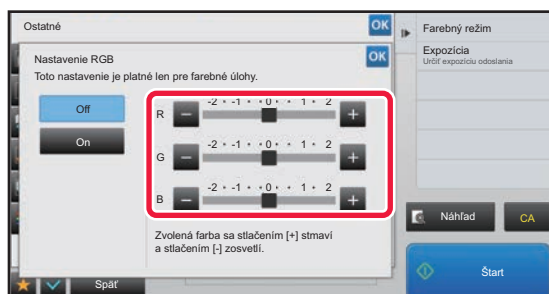 Ostatné
OK
Nastavenie RGB
OK
Toto nastavenie je platné len pre farebné úlohy.
Off
On
R - -2 • -1 • • 0 • • 1 • 2 +
G - -2 • -1 • • 0 • • 1 • 2 +
B - -2 • -1 • • 0 • • 1 • 2 +
Zvolená farba sa stlačením [+] stmaví
a stlačením [-] zosvetlí.
Späť
Farebný režim
Expozícia
Určiť expozíciu odoslania
Náhľad
CA
Štart